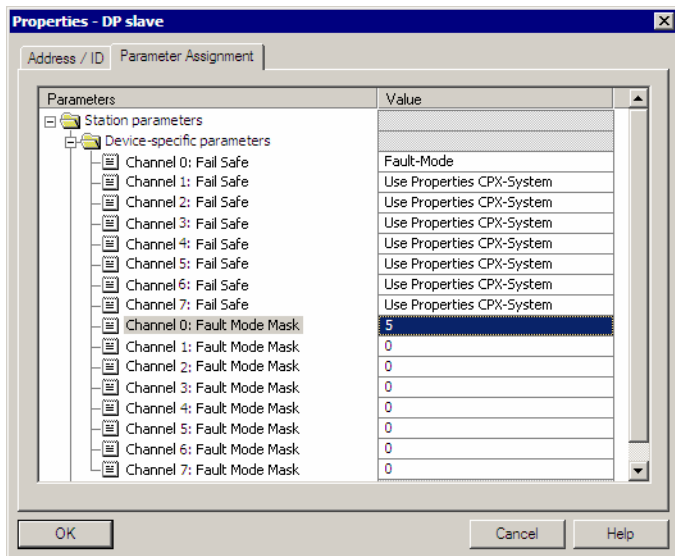 Properties - DP slave
Address / ID Parameter Assignment
Parameters Value
Station parameters
Device-specific parameters
Channel 0: Fail Safe Fault-Mode
Channel 1: Fail Safe Use Properties CPX-System
Channel 2: Fail Safe Use Properties CPX-System
Channel 3: Fail Safe Use Properties CPX-System
Channel 4: Fail Safe Use Properties CPX-System
Channel 5: Fail Safe Use Properties CPX-System
Channel 6: Fail Safe Use Properties CPX-System
Channel 7: Fail Safe Use Properties CPX-System
Channel 0: Fault Mode Mask 5
Channel 1: Fault Mode Mask 0
Channel 2: Fault Mode Mask 0
Channel 3: Fault Mode Mask 0
Channel 4: Fault Mode Mask 0
Channel 5: Fault Mode Mask 0
Channel 6: Fault Mode Mask 0
Channel 7: Fault Mode Mask 0
OK Cancel Help